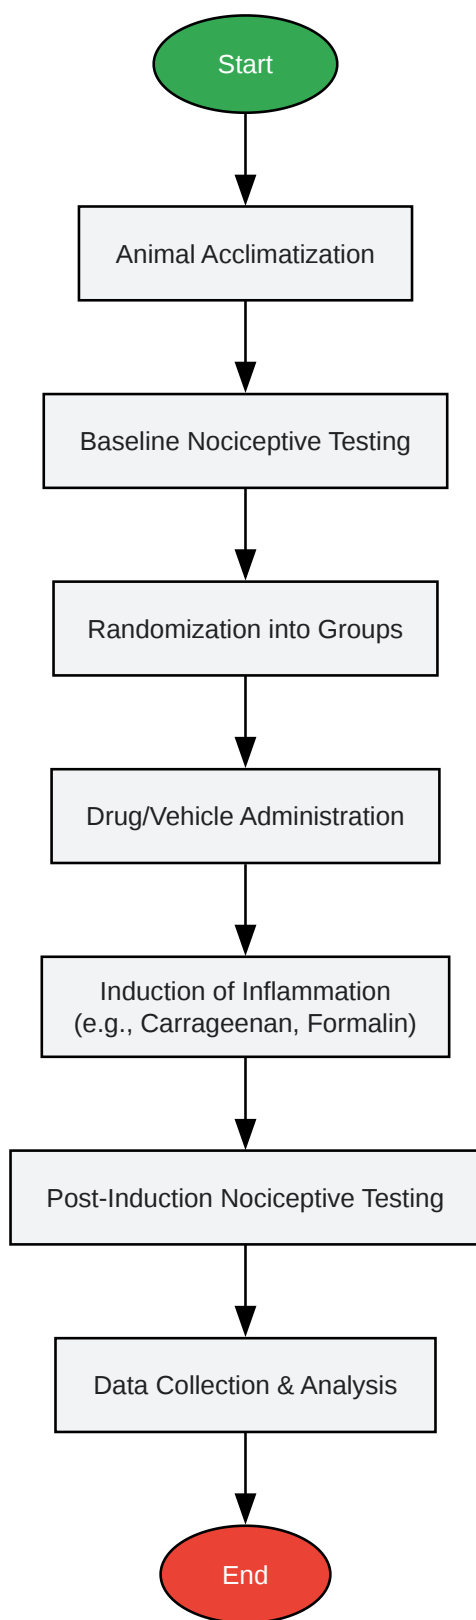 Start
Animal Acclimatization
Baseline Nociceptive Testing
Randomization into Groups
Drug/Vehicle Administration
Induction of Inflammation
(e.g., Carrageenan, Formalin)
Post-Induction Nociceptive Testing
Data Collection & Analysis
End